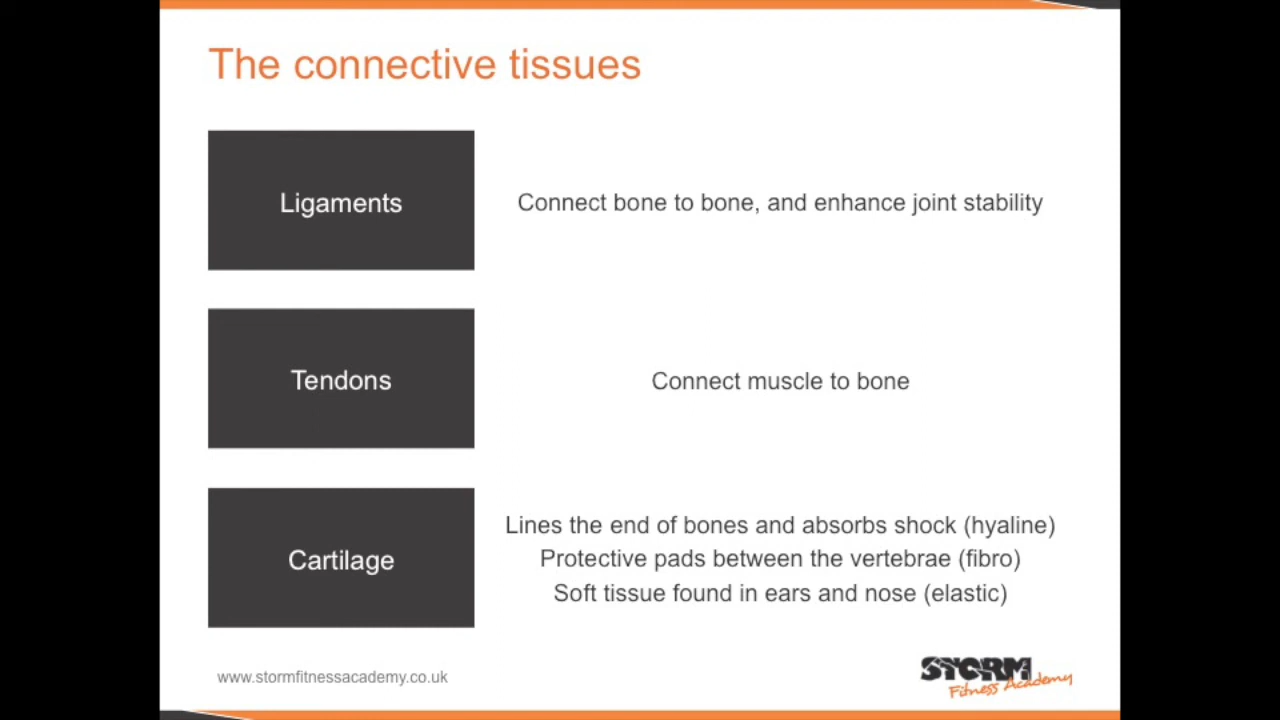 The connective tissues
Ligaments
Connect bone to bone, and enhance joint stability
Tendons
Connect muscle to bone
Cartilage
Lines the end of bones and absorbs shock (hyaline)
Protective pads between the vertebrae (fibro)
Soft tissue found in ears and nose (elastic)
www.stormfitnessacademy.co.uk
STORM
Fitness Academy